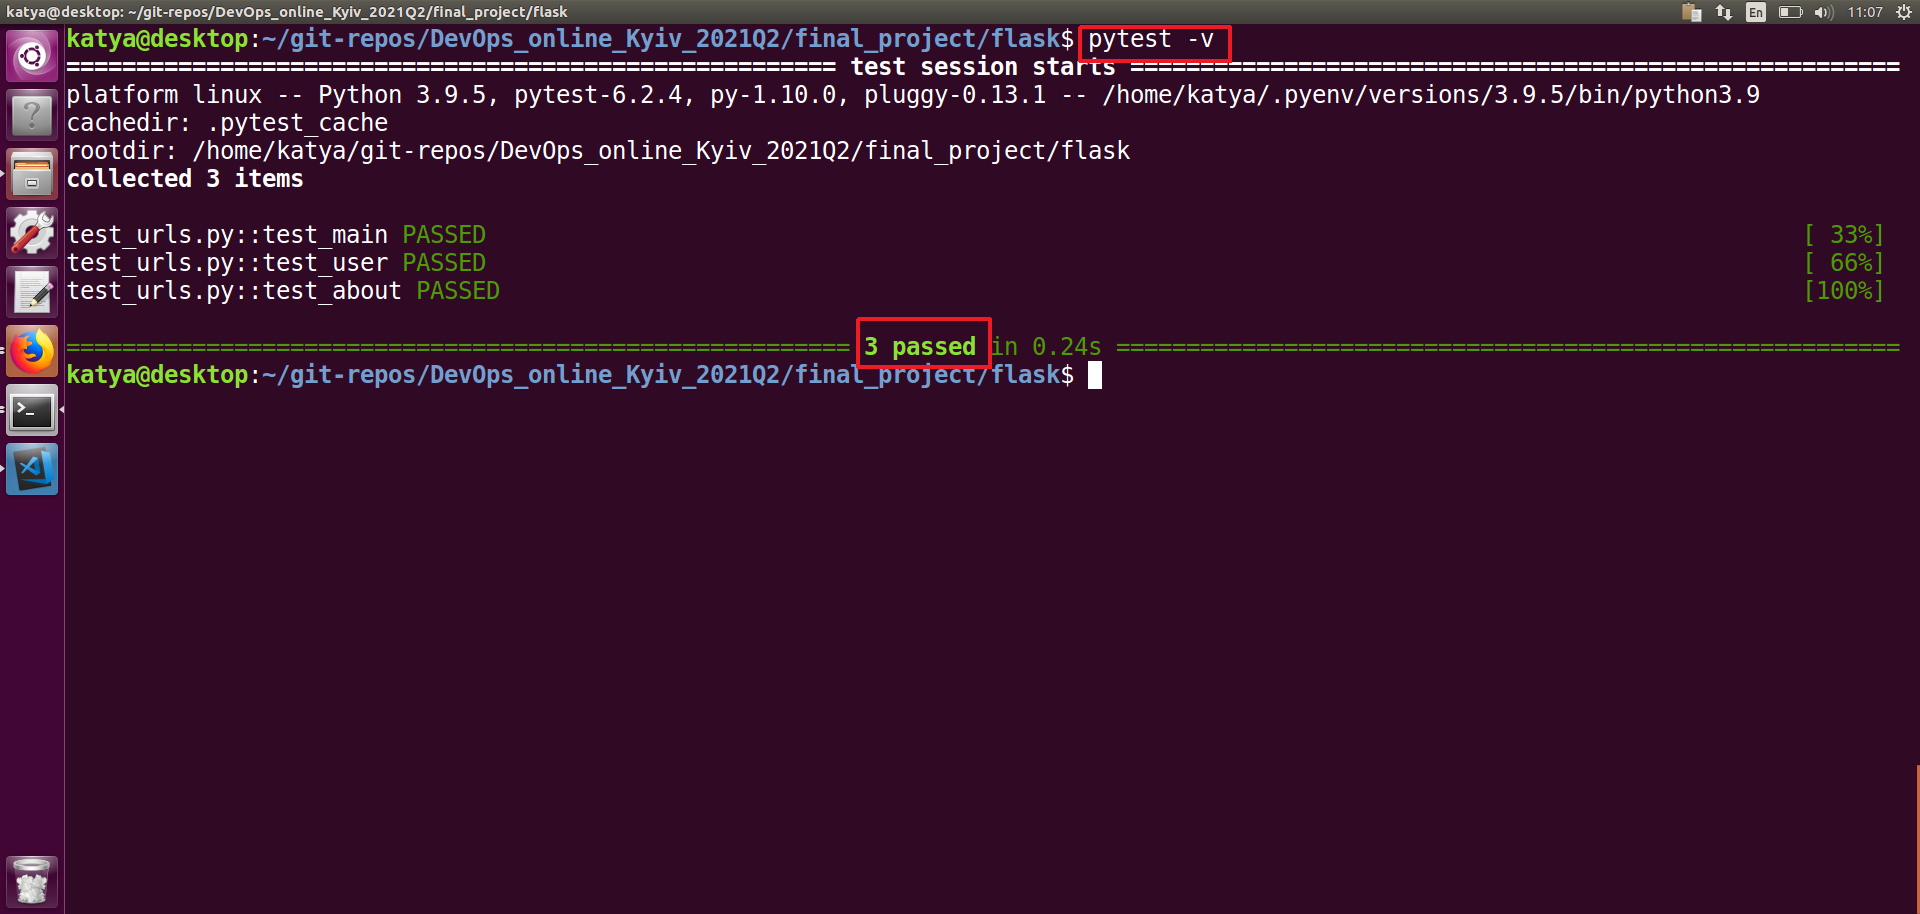 katya@desktop: ~/git-repos/DevOps_online_Kyiv_2021Q2/final_project/flask En 11:07
katya@desktop:~/git-repos/DevOps_online_Kyiv_2021Q2/final_project/flask$ pytest -v
======================================================= test session starts =======================================================
platform linux -- Python 3.9.5, pytest-6.2.4, py-1.10.0, pluggy-0.13.1 -- /home/katya/.pyenv/versions/3.9.5/bin/python3.9
cachedir: .pytest_cache
rootdir: /home/katya/git-repos/DevOps_online_Kyiv_2021Q2/final_project/flask
collected 3 items
test_urls.py::test_main PASSED [ 33%]
test_urls.py::test_user PASSED [ 66%]
test_urls.py::test_about PASSED [100%]
======================================================== 3 passed in 0.24s ========================================================
katya@desktop:~/git-repos/DevOps_online_Kyiv_2021Q2/final_project/flask$